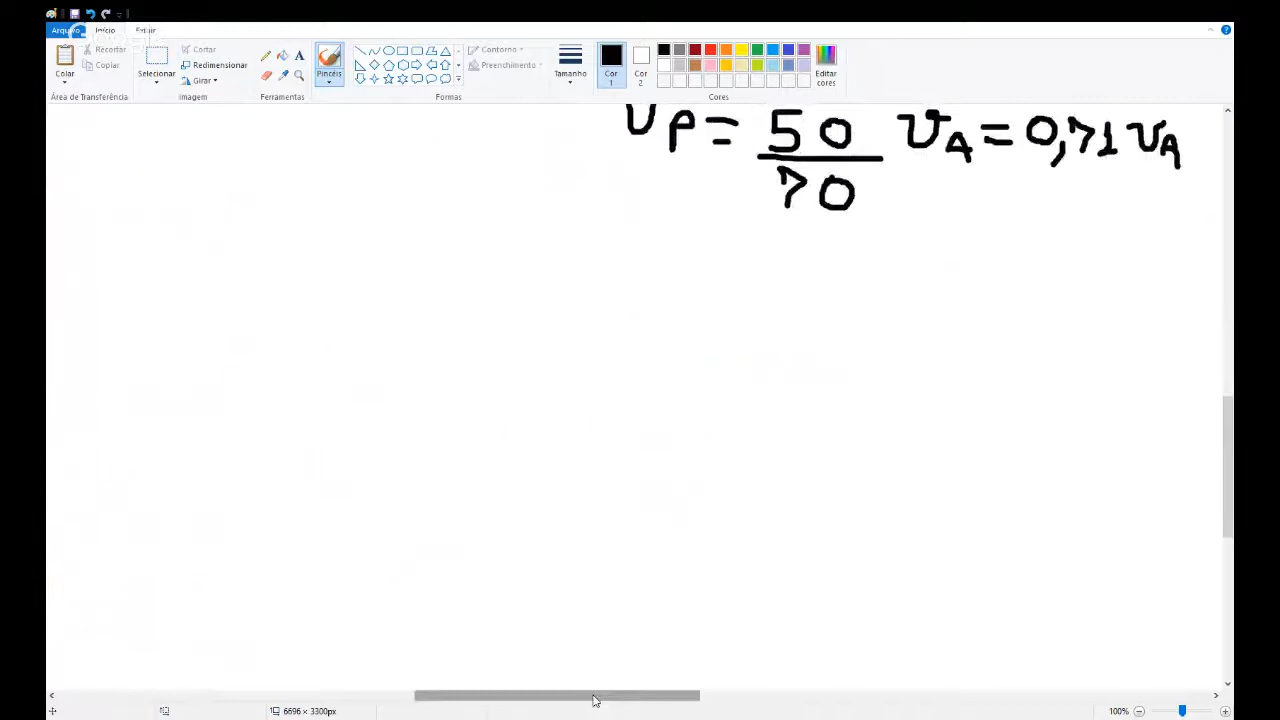 Arquivo Início Exibir
Colar
Recortar
Copiar
Área de Transferência
Selecionar
Cortar
Redimensionar
Girar
Imagem
A
Ferramentas
Pincéis
Contorno
Preenchimento
Formas
Tamanho
Cor 1
Cor 2
Editar cores
Cores
vP = 50/70 vA = 0,71 vA
6696 × 3300px
100%